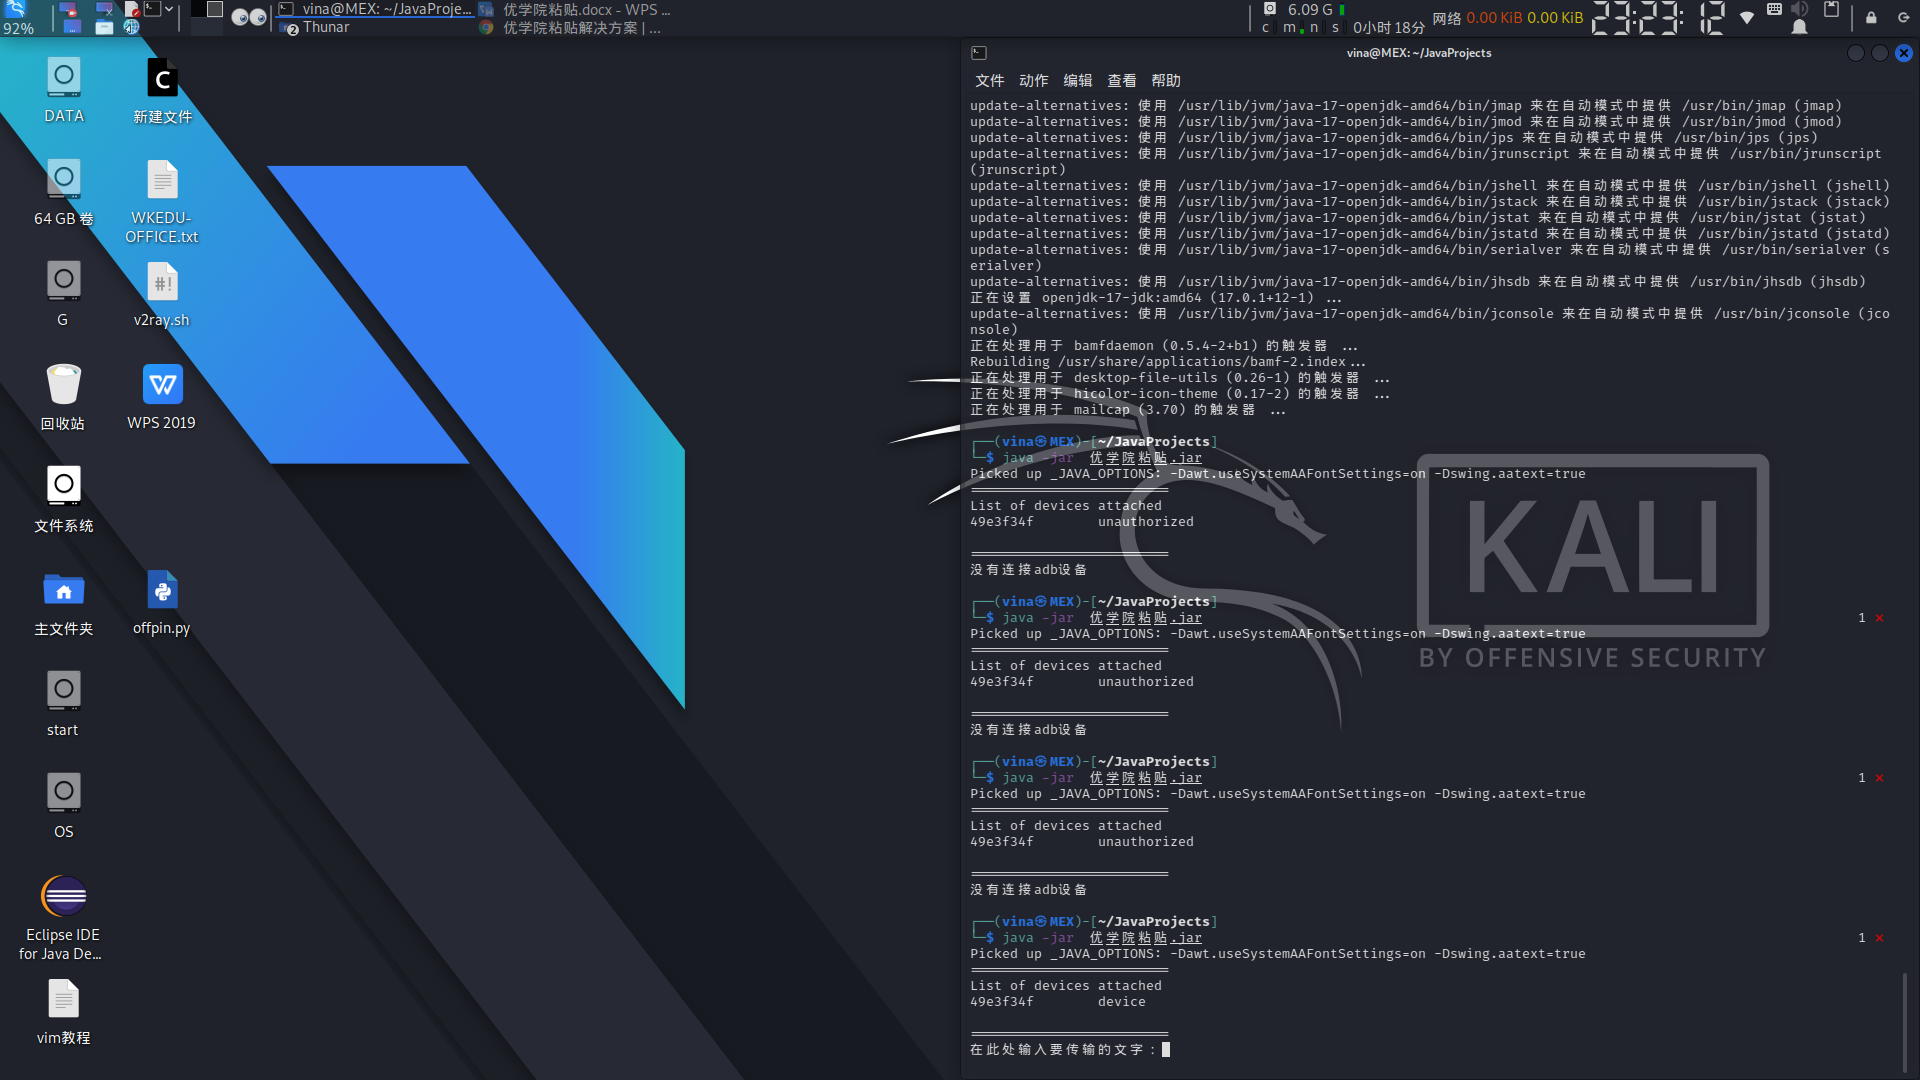 92%
vina@MEX: ~/JavaProje...
Thunar
优学院粘贴.docx - WPS ...
优学院粘贴解决方案 | ...
6.09 G
c m n s
0小时 18分
网络 0.00 KiB 0.00 KiB
23:23:12
DATA
新建文件
64 GB 卷
WKEDU-
OFFICE.txt
G
v2ray.sh
回收站
WPS 2019
文件系统
主文件夹
offpin.py
start
OS
Eclipse IDE
for Java De...
vim教程
vina@MEX: ~/JavaProjects
文件 动作 编辑 查看 帮助
update-alternatives: 使用 /usr/lib/jvm/java-17-openjdk-amd64/bin/jmap 来在自动模式中提供 /usr/bin/jmap (jmap)
update-alternatives: 使用 /usr/lib/jvm/java-17-openjdk-amd64/bin/jmod 来在自动模式中提供 /usr/bin/jmod (jmod)
update-alternatives: 使用 /usr/lib/jvm/java-17-openjdk-amd64/bin/jps 来在自动模式中提供 /usr/bin/jps (jps)
update-alternatives: 使用 /usr/lib/jvm/java-17-openjdk-amd64/bin/jrunscript 来在自动模式中提供 /usr/bin/jrunscript
(jrunscript)
update-alternatives: 使用 /usr/lib/jvm/java-17-openjdk-amd64/bin/jshell 来在自动模式中提供 /usr/bin/jshell (jshell)
update-alternatives: 使用 /usr/lib/jvm/java-17-openjdk-amd64/bin/jstack 来在自动模式中提供 /usr/bin/jstack (jstack)
update-alternatives: 使用 /usr/lib/jvm/java-17-openjdk-amd64/bin/jstat 来在自动模式中提供 /usr/bin/jstat (jstat)
update-alternatives: 使用 /usr/lib/jvm/java-17-openjdk-amd64/bin/jstatd 来在自动模式中提供 /usr/bin/jstatd (jstatd)
update-alternatives: 使用 /usr/lib/jvm/java-17-openjdk-amd64/bin/serialver 来在自动模式中提供 /usr/bin/serialver (s
erialver)
update-alternatives: 使用 /usr/lib/jvm/java-17-openjdk-amd64/bin/jhsdb 来在自动模式中提供 /usr/bin/jhsdb (jhsdb)
正在设置 openjdk-17-jdk:amd64 (17.0.1+12-1) ...
update-alternatives: 使用 /usr/lib/jvm/java-17-openjdk-amd64/bin/jconsole 来在自动模式中提供 /usr/bin/jconsole (jco
nsole)
正在处理用于 bamfdaemon (0.5.4-2+b1) 的触发器 ...
Rebuilding /usr/share/applications/bamf-2.index...
正在处理用于 desktop-file-utils (0.26-1) 的触发器 ...
正在处理用于 hicolor-icon-theme (0.17-2) 的触发器 ...
正在处理用于 mailcap (3.70) 的触发器 ...
┌──(vina㉿MEX)-[~/JavaProjects]
└─$ java -jar 优学院粘贴.jar
Picked up _JAVA_OPTIONS: -Dawt.useSystemAAFontSettings=on -Dswing.aatext=true
=========================
List of devices attached
49e3f34f unauthorized
=========================
没有连接adb设备
┌──(vina㉿MEX)-[~/JavaProjects]
└─$ java -jar 优学院粘贴.jar 1 ⨯
Picked up _JAVA_OPTIONS: -Dawt.useSystemAAFontSettings=on -Dswing.aatext=true
=========================
List of devices attached
49e3f34f unauthorized
=========================
没有连接adb设备
┌──(vina㉿MEX)-[~/JavaProjects]
└─$ java -jar 优学院粘贴.jar 1 ⨯
Picked up _JAVA_OPTIONS: -Dawt.useSystemAAFontSettings=on -Dswing.aatext=true
=========================
List of devices attached
49e3f34f unauthorized
=========================
没有连接adb设备
┌──(vina㉿MEX)-[~/JavaProjects]
└─$ java -jar 优学院粘贴.jar 1 ⨯
Picked up _JAVA_OPTIONS: -Dawt.useSystemAAFontSettings=on -Dswing.aatext=true
=========================
List of devices attached
49e3f34f device
=========================
在此处输入要传输的文字：
KALI
BY OFFENSIVE SECURITY